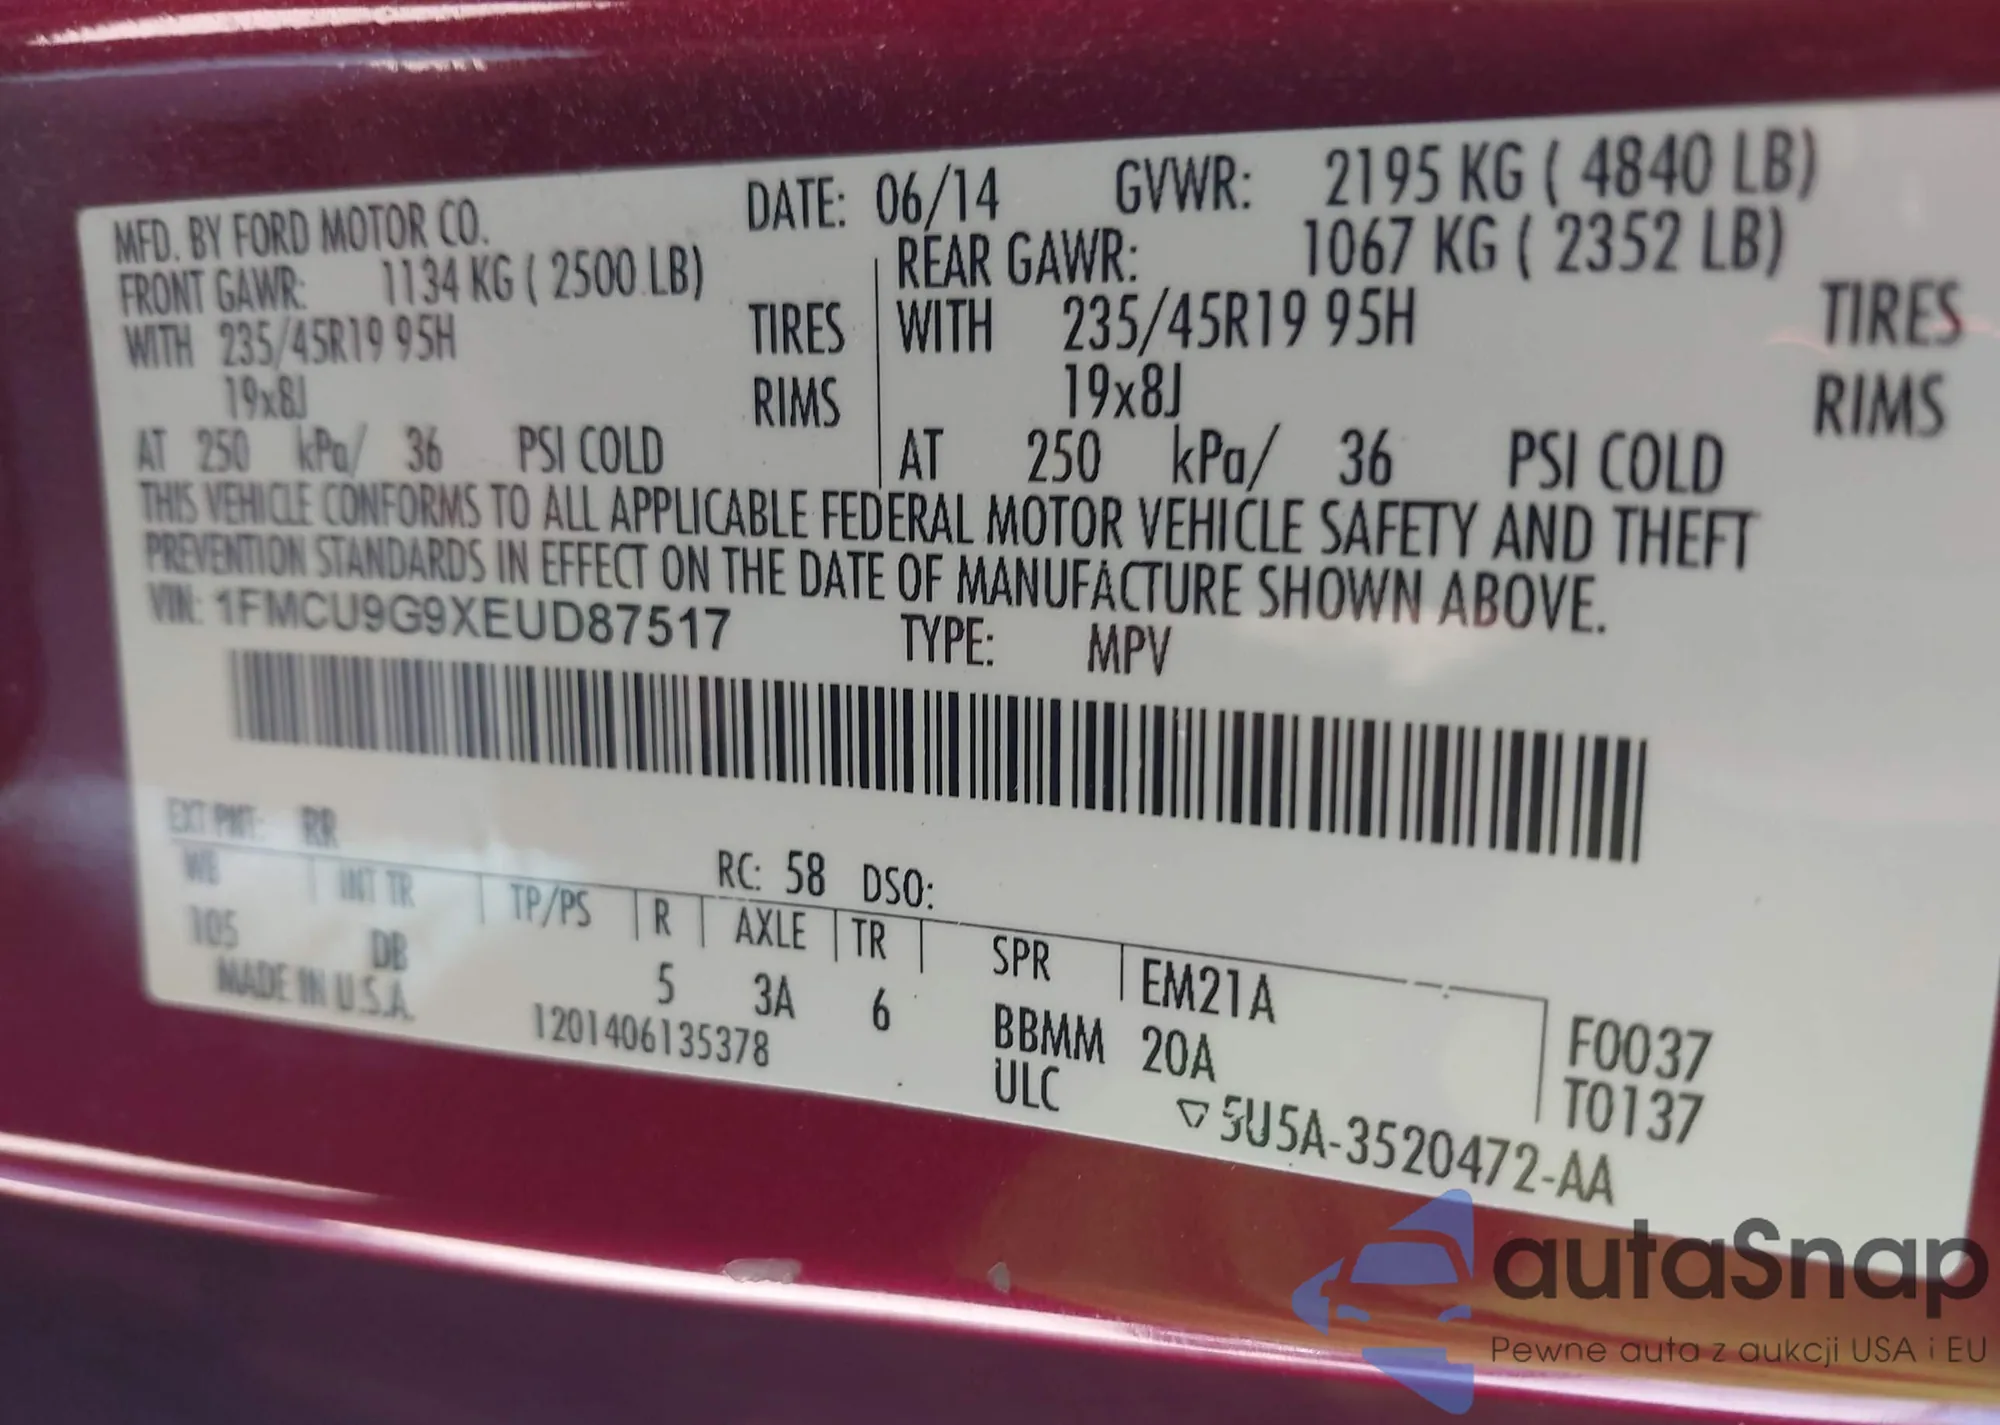 MFD. BY FORD MOTOR CO. DATE: 06/14 GVWR: 2195 KG ( 4840 LB)
FRONT GAWR: 1134 KG ( 2500 LB) REAR GAWR: 1067 KG ( 2352 LB)
WITH 235/45R19 95H TIRES WITH 235/45R19 95H TIRES
19x8J RIMS 19x8J RIMS
AT 250 kPa/ 36 PSI COLD AT 250 kPa/ 36 PSI COLD
THIS VEHICLE CONFORMS TO ALL APPLICABLE FEDERAL MOTOR VEHICLE SAFETY AND THEFT
PREVENTION STANDARDS IN EFFECT ON THE DATE OF MANUFACTURE SHOWN ABOVE.
VIN: 1FMCU9G9XEUD87517 TYPE: MPV
EXT PNT: RR RC: 58 DSO:
WB INT TR TP/PS R AXLE TR SPR EM21A F0037
105 DB 5 3A 6 BBMM 20A T0137
MADE IN U.S.A. 1201406135378 ULC ▽5U5A-3520472-AA
autaSnap
Pewne auta z aukcji USA i EU